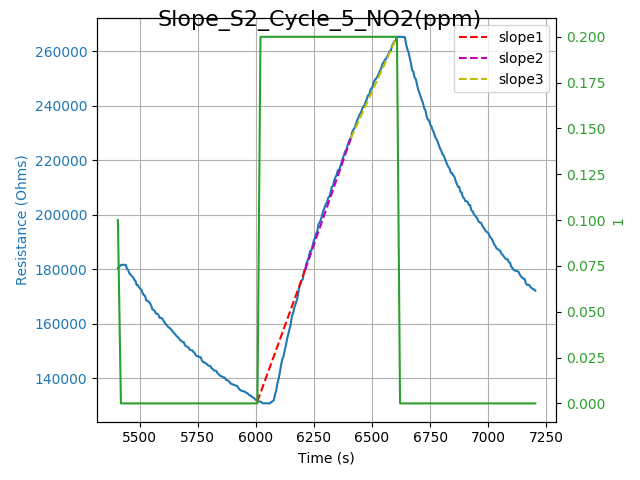 Slope_S2_Cycle_5_NO2(ppm)
slope1
slope2
slope3
Resistance (Ohms)
260000
240000
220000
200000
180000
160000
140000
0.200
0.175
0.150
0.125
0.100
0.075
0.050
0.025
0.000
1
5500 5750 6000 6250 6500 6750 7000 7250
Time (s)